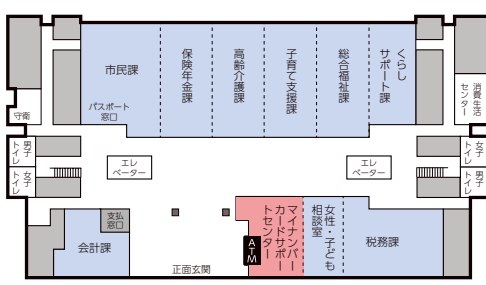 市民課
パスポート
窓口
保険年金課
高齢介護課
子育て支援課
総合福祉課
くらし
サポート課
守衛
消費生活
センター
男子
トイレ
女子
トイレ
エレ
ベーター
エレ
ベーター
女子
トイレ
男子
トイレ
支払
窓口
会計課
正面玄関
ATM
マイナンバー
カードサポー
トセンター
女性・子ども
相談室
税務課